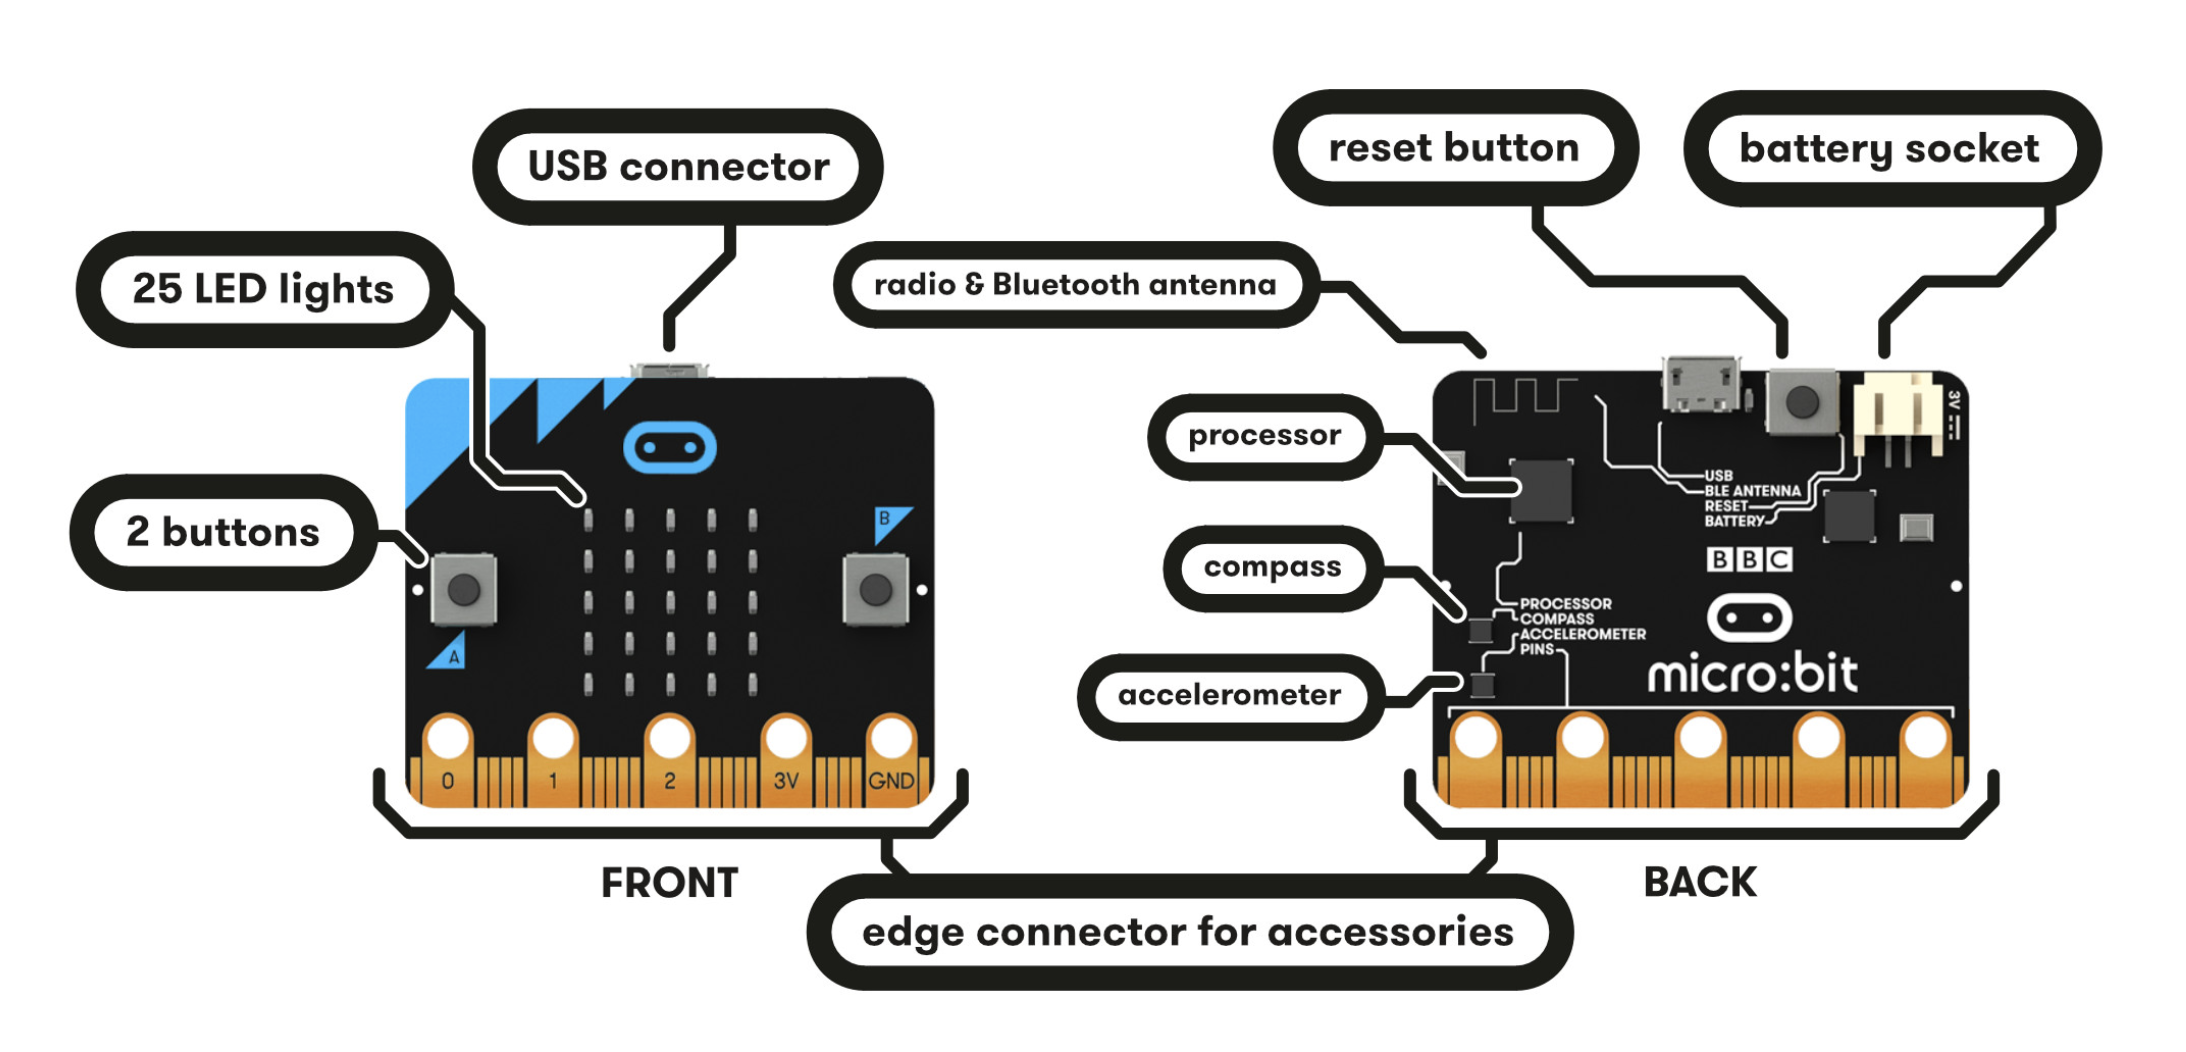 USB connector
25 LED lights
2 buttons
B
A
0
1
2
3V
GND
FRONT
reset button
battery socket
radio & Bluetooth antenna
processor
compass
accelerometer
3V
USB
BLE ANTENNA
RESET
BATTERY
BBC
PROCESSOR
COMPASS
ACCELEROMETER
PINS
micro:bit
BACK
edge connector for accessories